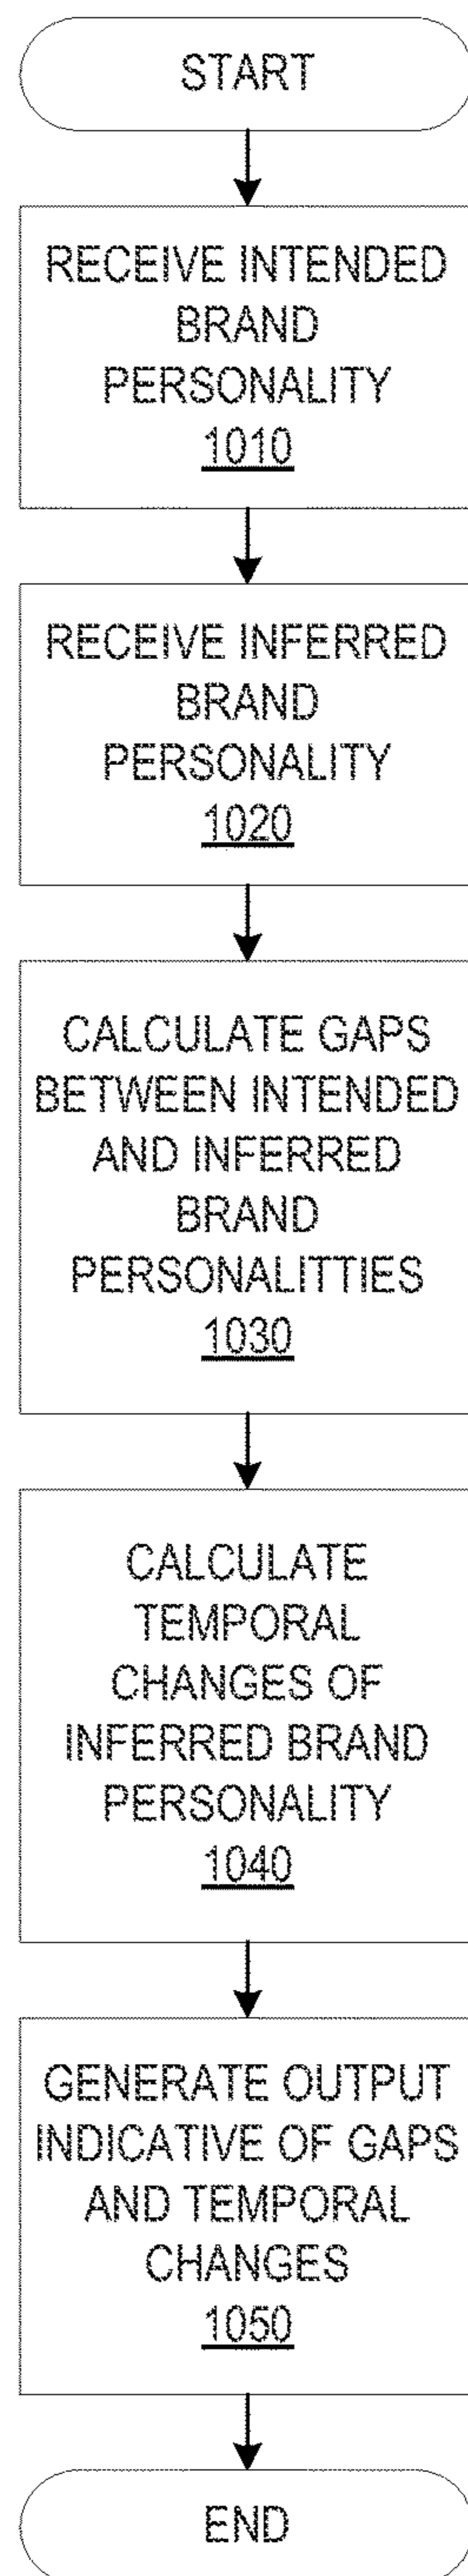 START
RECEIVE INTENDED
BRAND
PERSONALITY
1010
RECEIVE INFERRED
BRAND
PERSONALITY
1020
CALCULATE GAPS
BETWEEN INTENDED
AND INFERRED
BRAND
PERSONALITTIES
1030
CALCULATE
TEMPORAL
CHANGES OF
INFERRED BRAND
PERSONALITY
1040
GENERATE OUTPUT
INDICATIVE OF GAPS
AND TEMPORAL
CHANGES
1050
END